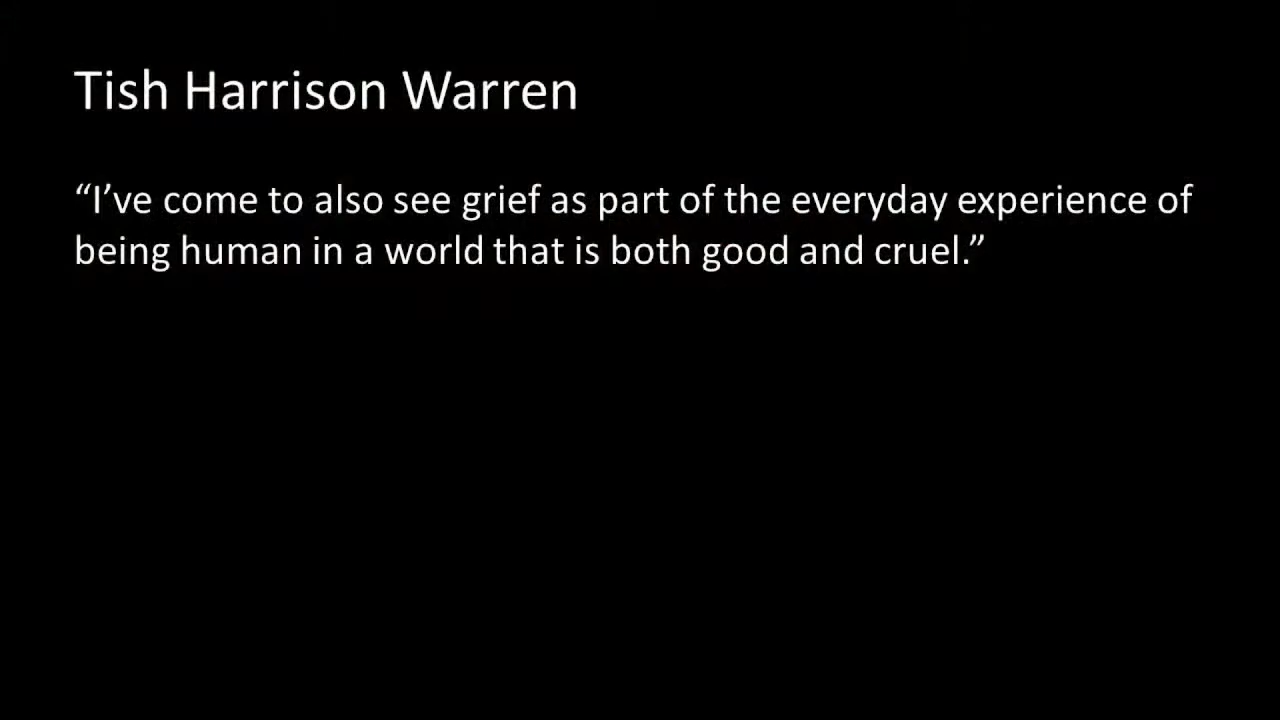 Tish Harrison Warren
“I’ve come to also see grief as part of the everyday experience of
being human in a world that is both good and cruel.”